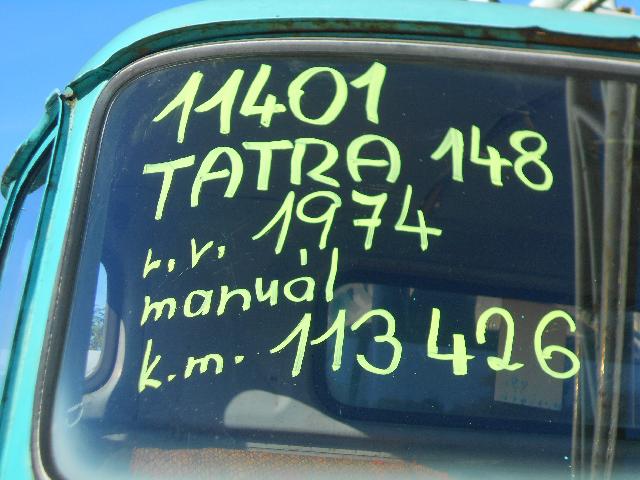 11401
TATRA 148
r.v. 1974
manuál
k.m. 113 426